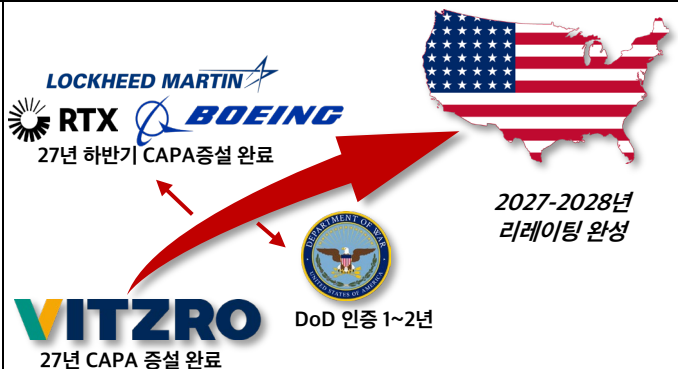 LOCKHEED MARTIN
RTX BOEING
27년 하반기 CAPA증설 완료
2027-2028년
리레이팅 완성
DEPARTMENT OF WAR
UNITED STATES OF AMERICA
DoD 인증 1~2년
VITZRO
27년 CAPA 증설 완료